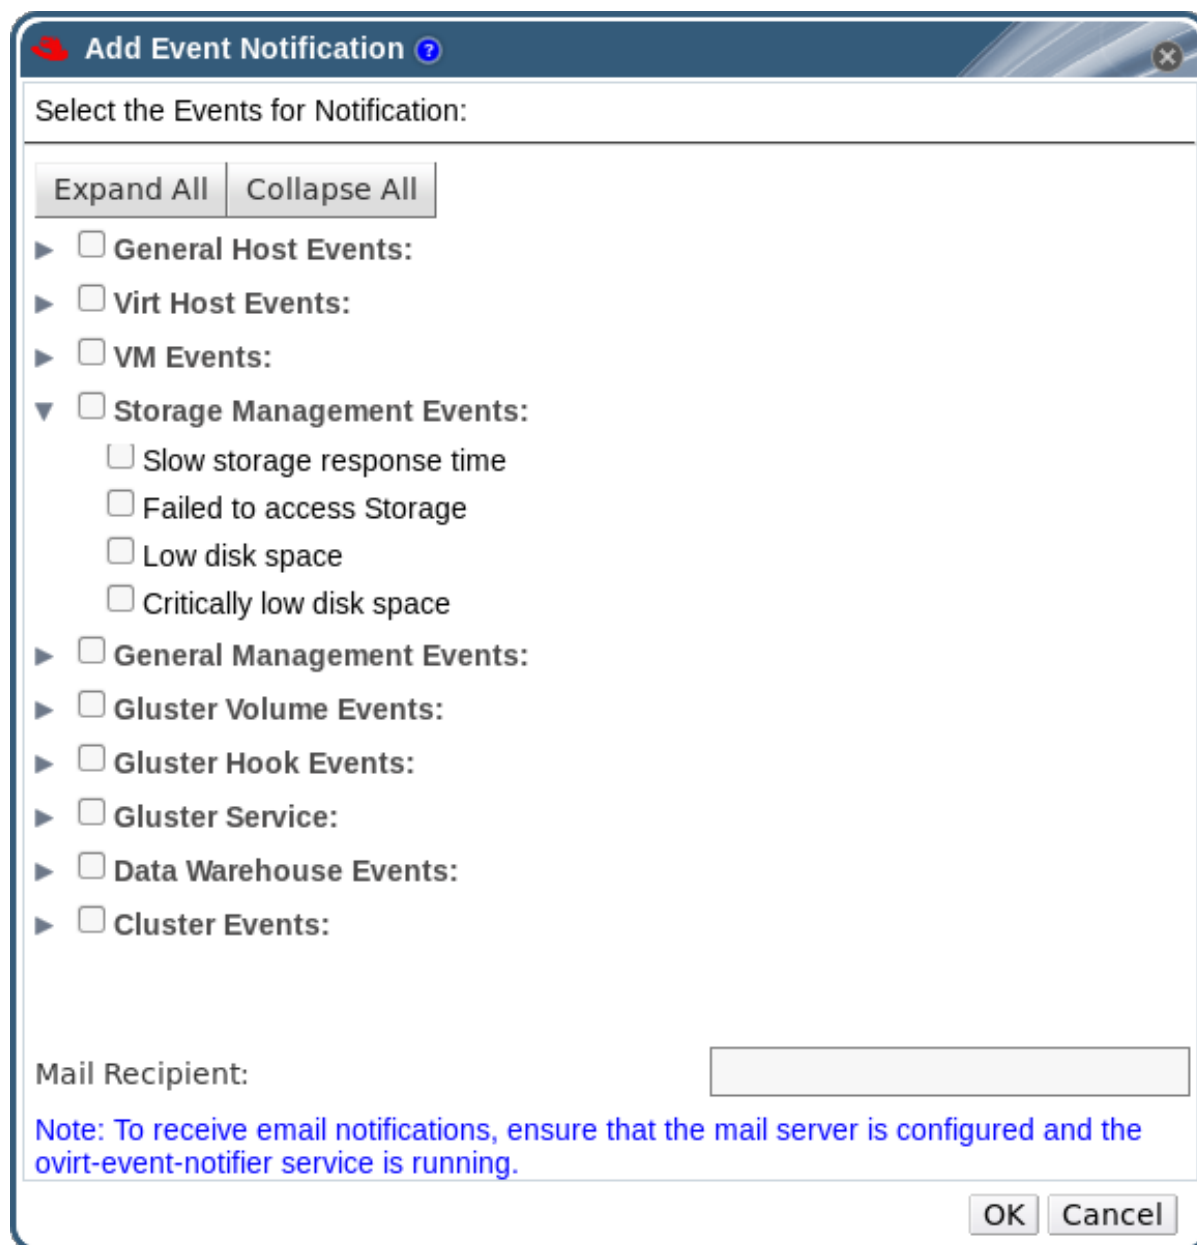 Add Event Notification ?
Select the Events for Notification:
Expand All Collapse All
General Host Events:
Virt Host Events:
VM Events:
Storage Management Events:
Slow storage response time
Failed to access Storage
Low disk space
Critically low disk space
General Management Events:
Gluster Volume Events:
Gluster Hook Events:
Gluster Service:
Data Warehouse Events:
Cluster Events:
Mail Recipient:
Note: To receive email notifications, ensure that the mail server is configured and the
ovirt-event-notifier service is running.
OK Cancel